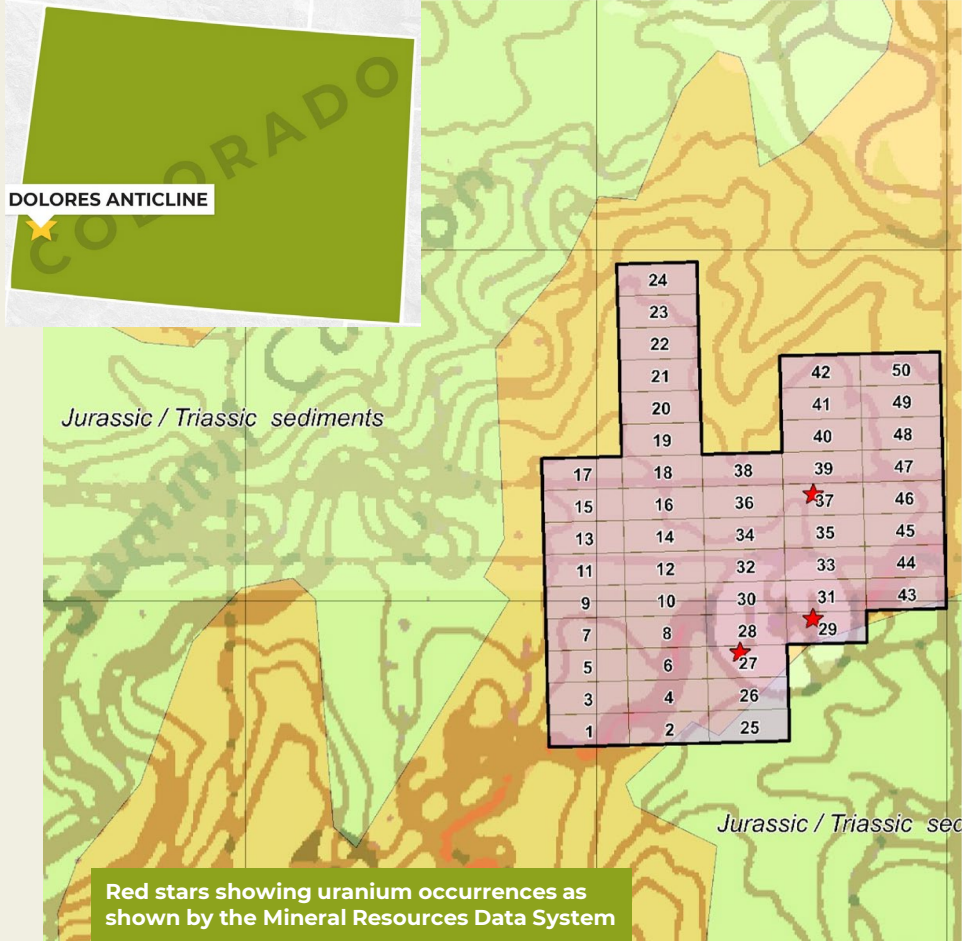 COLORADO
DOLORES ANTICLINE
Jurassic / Triassic sediments
24
23
22
21
20
19
42 50
41 49
40 48
17 18 38 39 47
15 16 36 37 46
13 14 34 35 45
11 12 32 33 44
9 10 30 31 43
7 8 28 29
5 6 27
3 4 26
1 2 25
Jurassic / Triassic sed
Red stars showing uranium occurrences as
shown by the Mineral Resources Data System